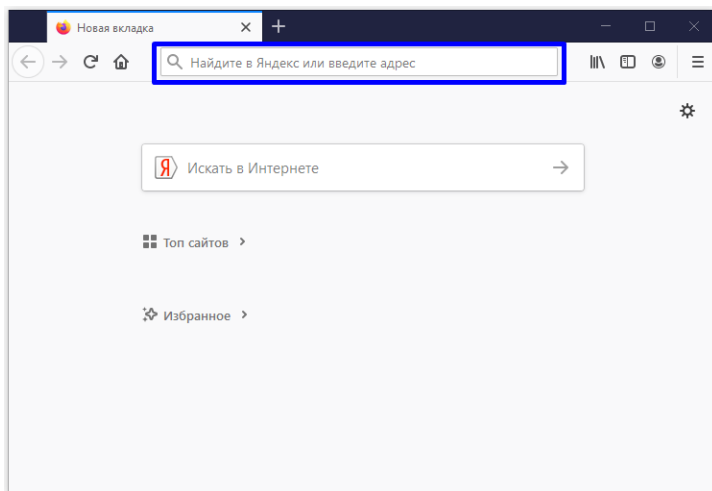 Новая вкладка
Найдите в Яндекс или введите адрес
Я Искать в Интернете
Топ сайтов
Избранное